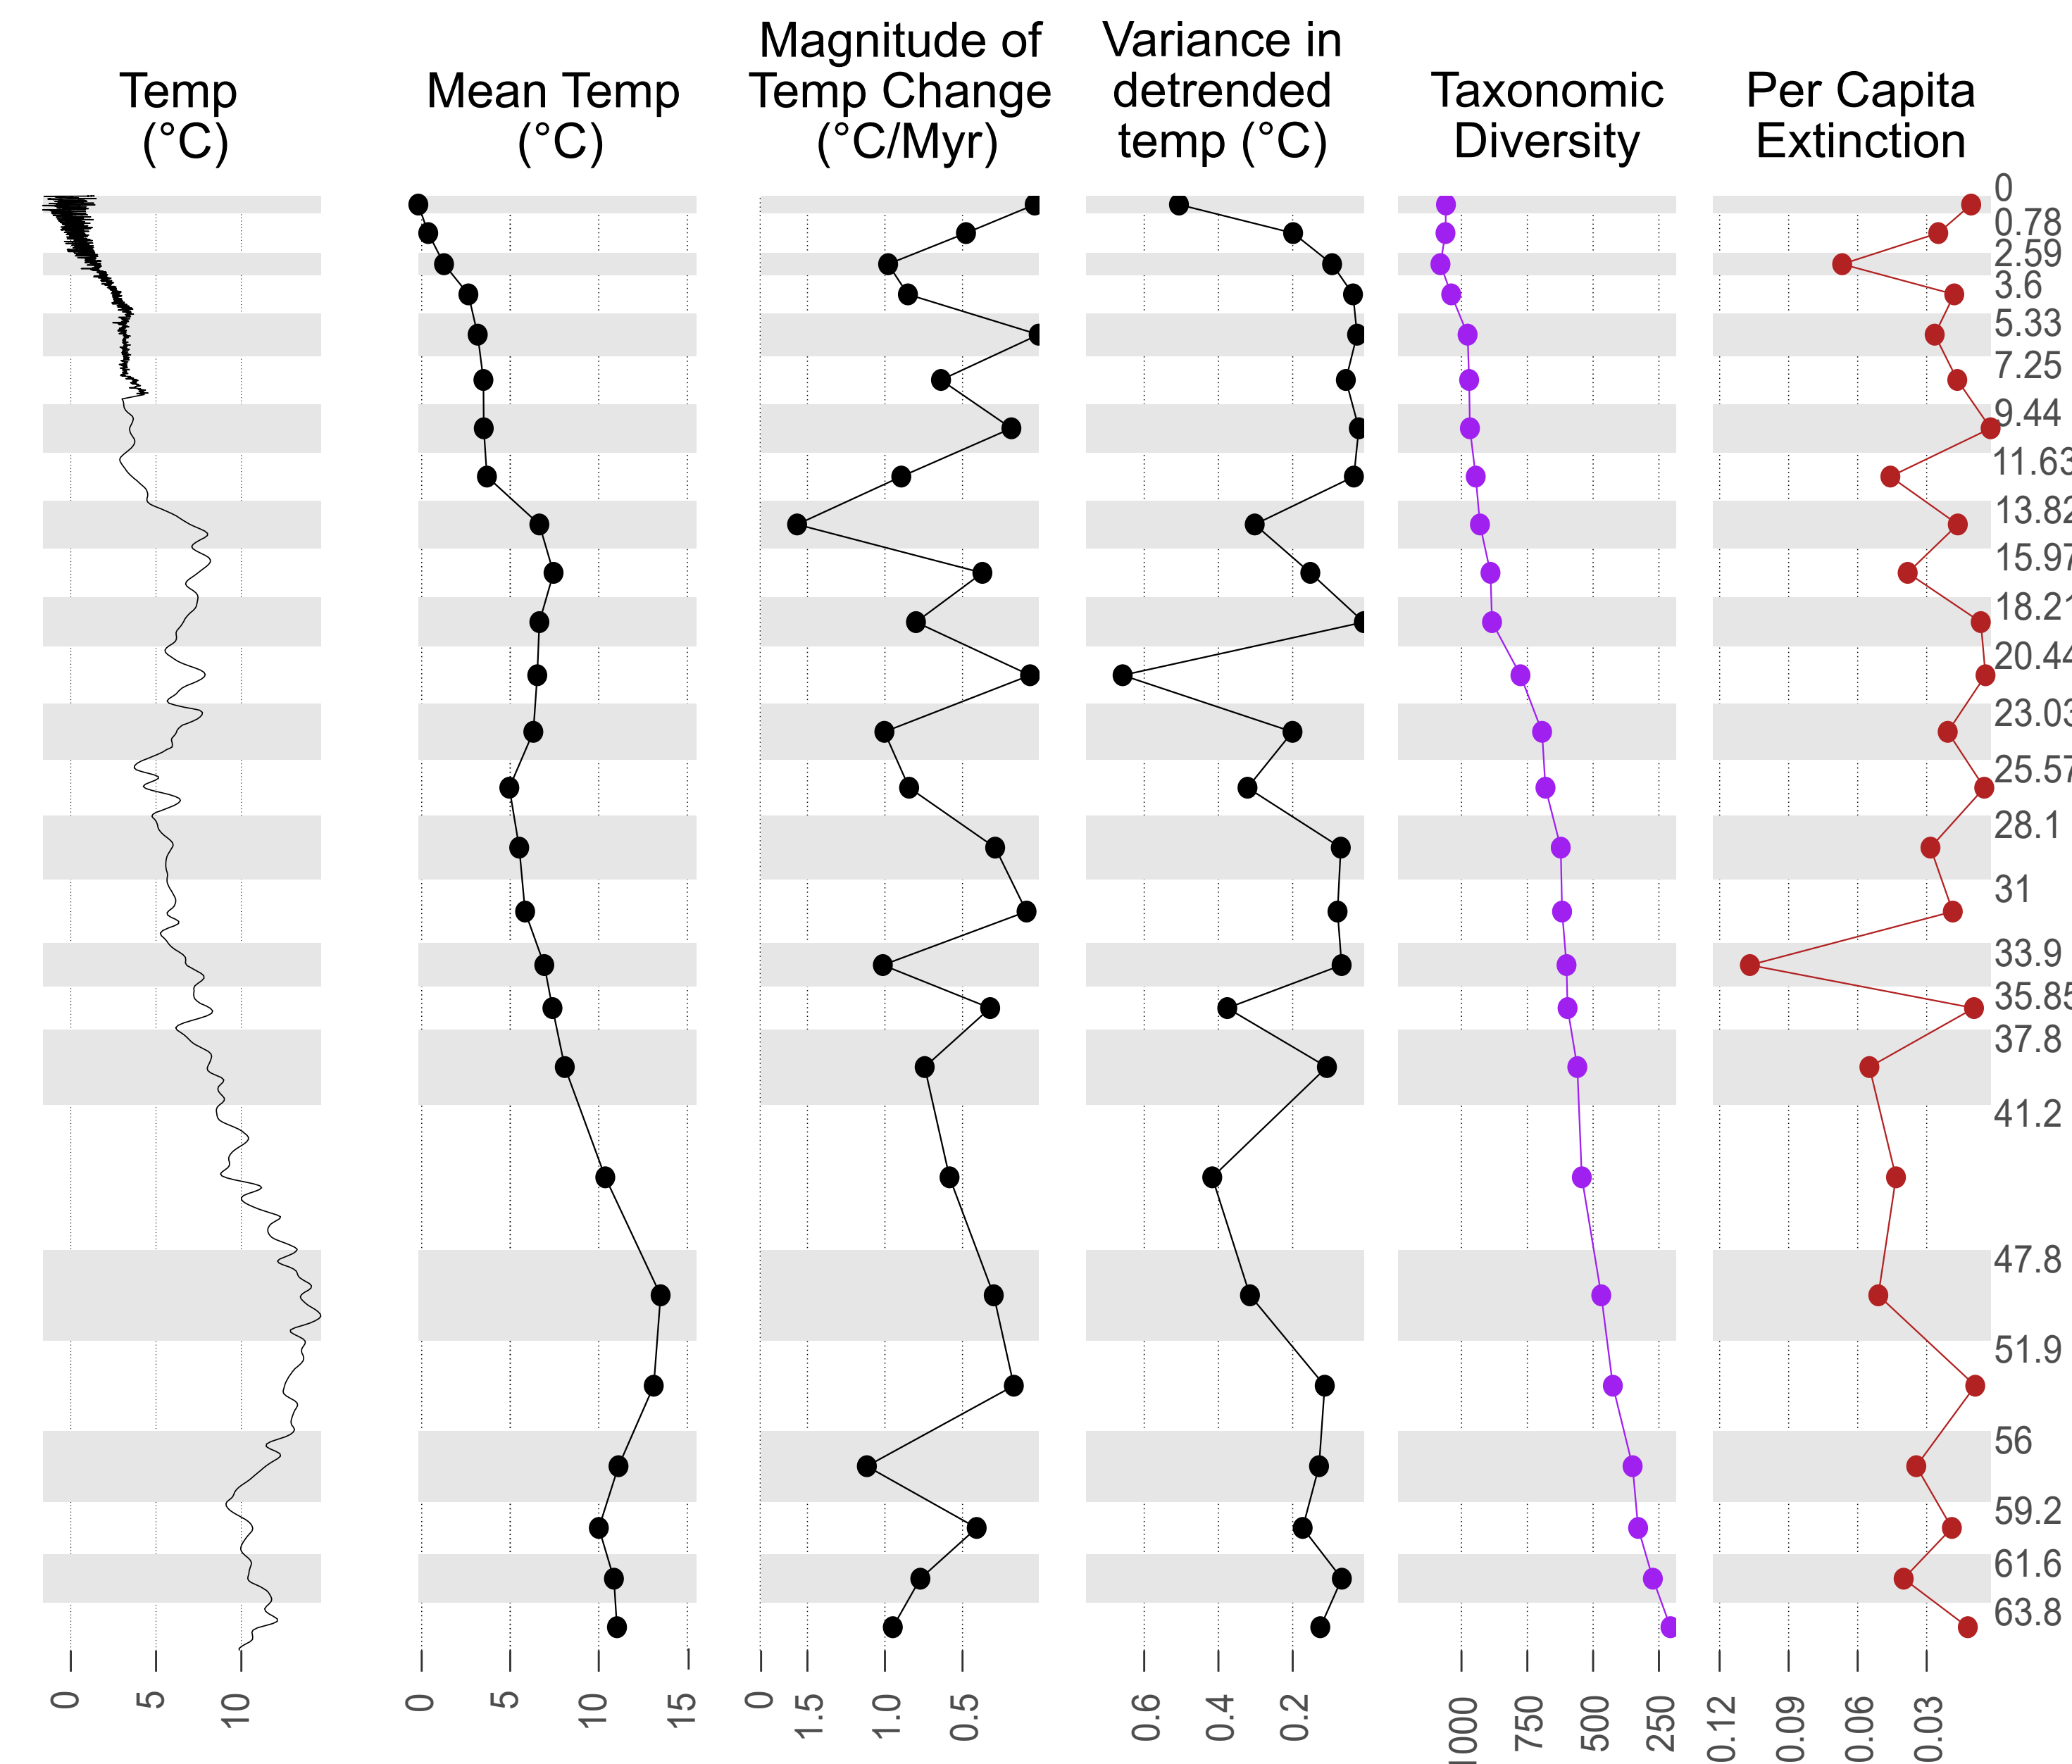 Magnitude of
Variance in
Temp
Mean Temp
Temp Change
detrended
Taxonomic
Per Capita
(°C)
(°C)
(°C/Myr)
temp (°C)
Diversity
Extinction
0
0.78
2.59
3.6
5.33
7.25
9.44
11.63
13.82
15.97
18.21
20.44
23.03
25.57
28.1
31
33.9
35.85
37.8
41.2
47.8
51.9
56
59.2
61.6
63.8
0 5 10
0 5 10 15
0 1.5 1.0 0.5
0.6 0.4 0.2
1000 750 500 250
0.12 0.09 0.06 0.03